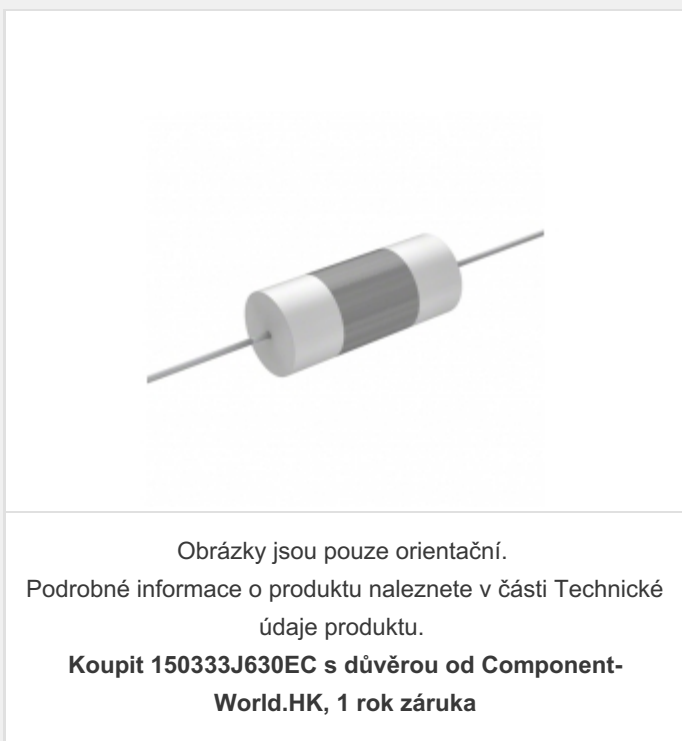 Obrázky jsou pouze orientační.
Podrobné informace o produktu naleznete v části Technické
údaje produktu.
Koupit 150333J630EC s důvěrou od Component-
World.HK, 1 rok záruka